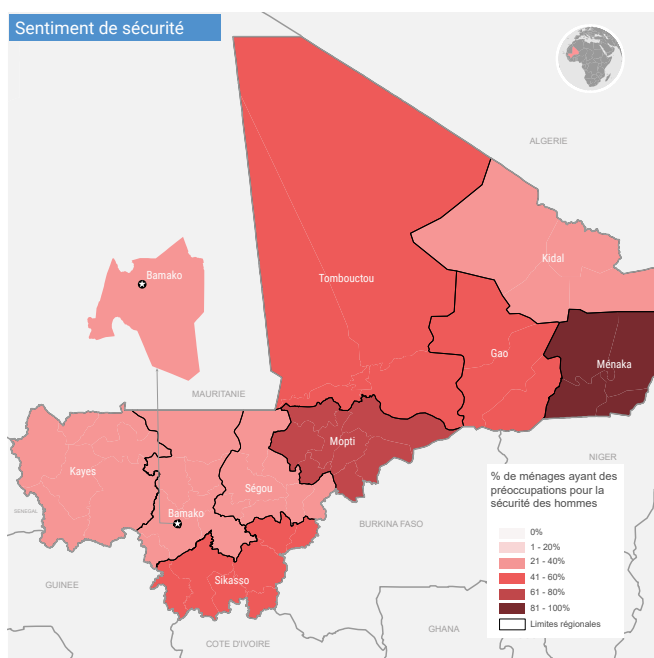 Sentiment de sécurité
ALGERIE
Kidal
Bamako
Tombouctou
Gao
Ménaka
MAURITANIE
Mopti
NIGER
Kayes
Ségou
SENEGAL
Bamako
BURKINA FASO
Sikasso
GUINEE
GHANA
COTE D'IVOIRE
% de ménages ayant des
préoccupations pour la
sécurité des hommes
0%
1 - 20%
21 - 40%
41 - 60%
61 - 80%
81 - 100%
Limites régionales